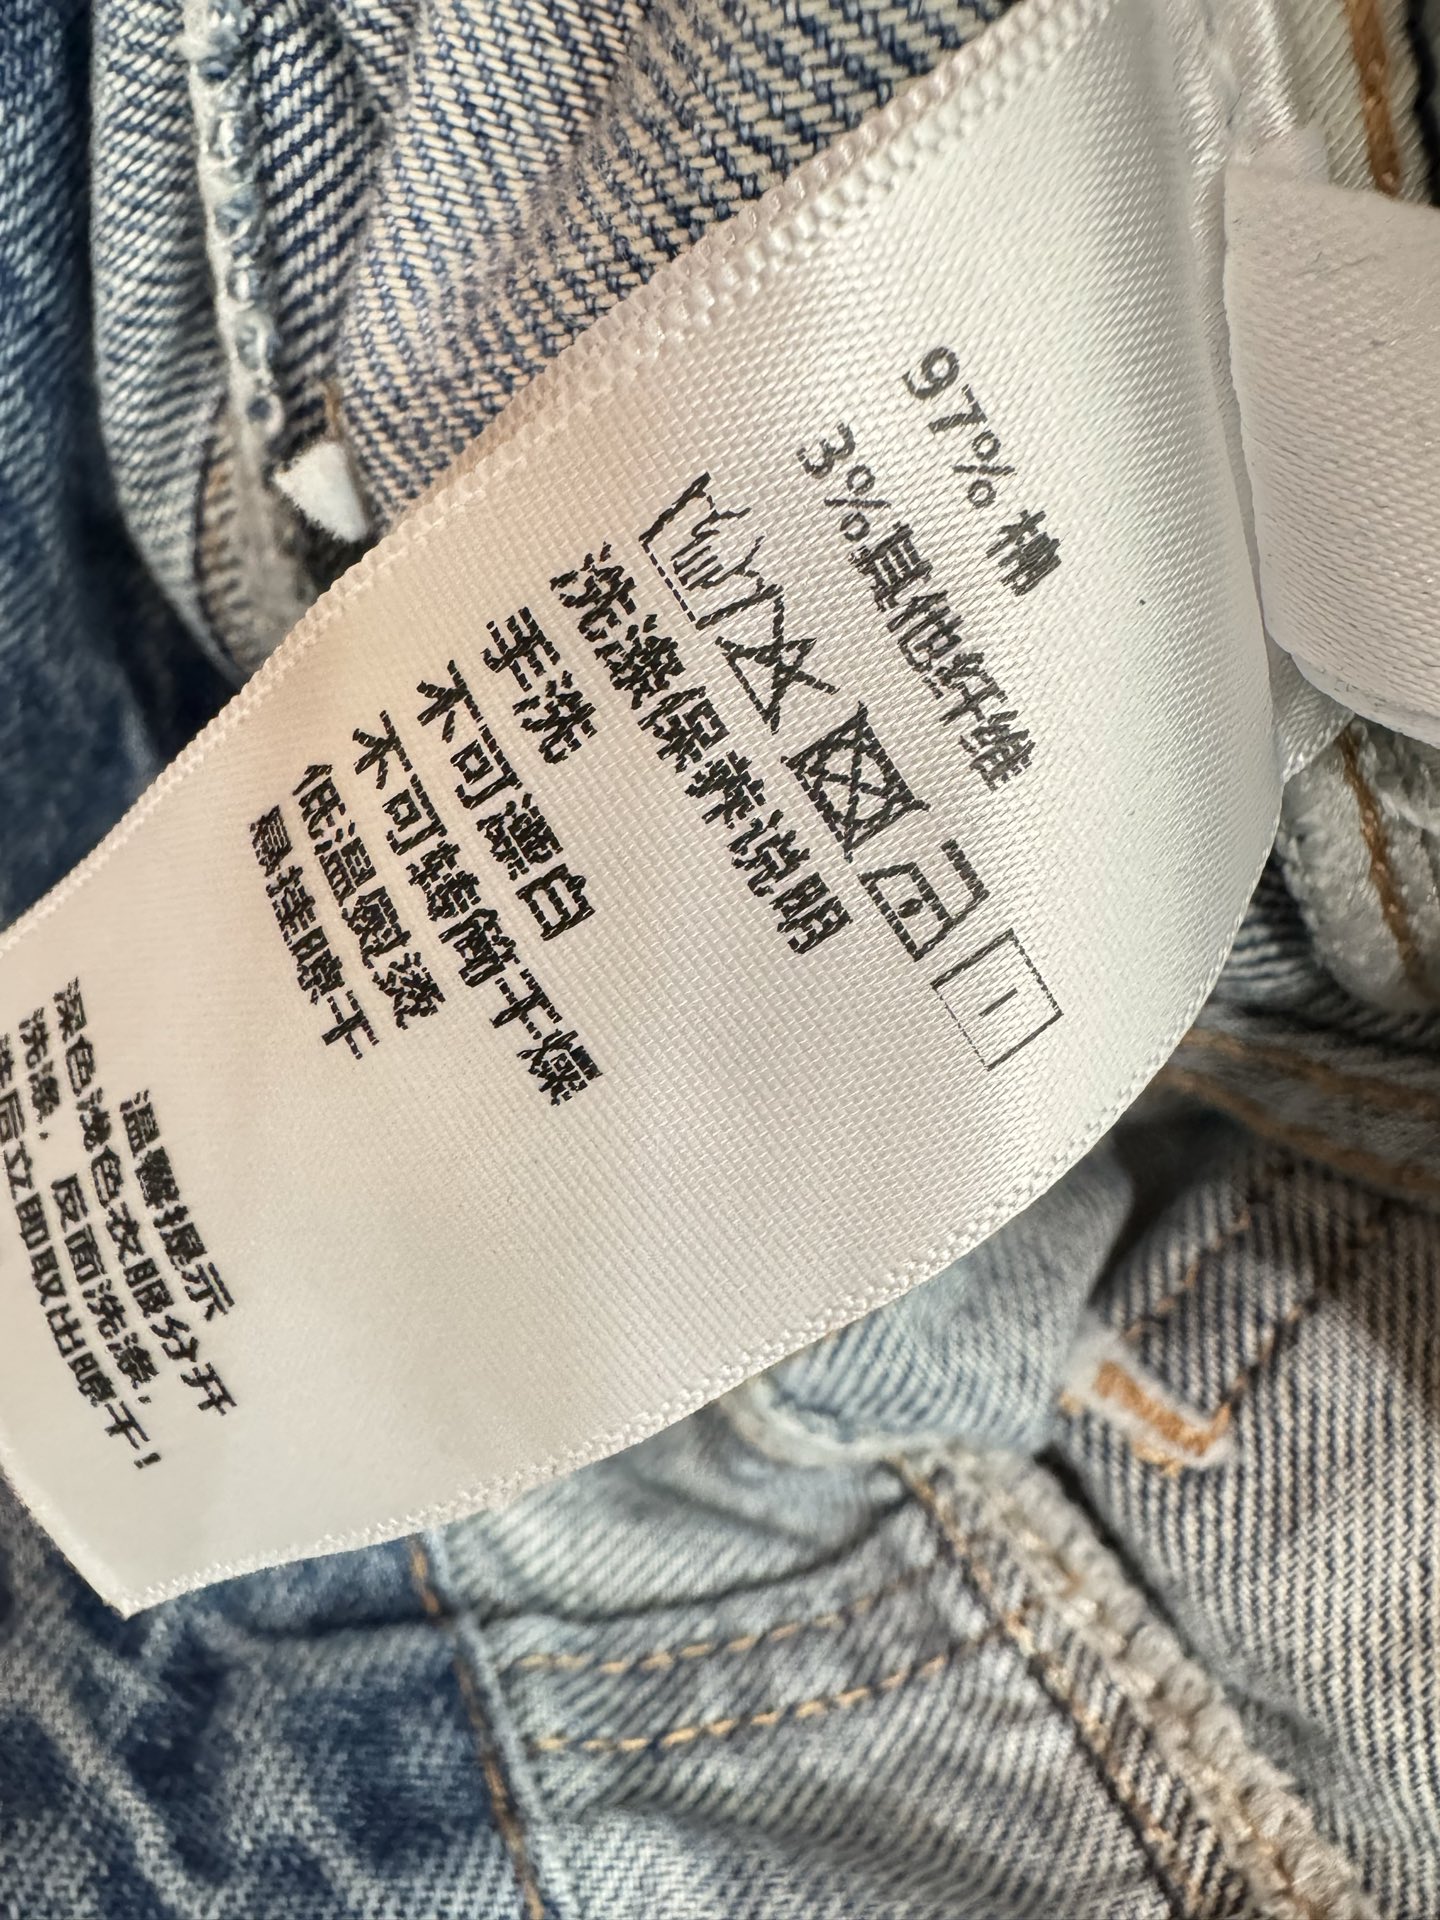 97% 棉
3%其他纤维
洗涤保养说明
手洗
不可漂白
不可转筒干燥
低温熨烫
悬挂晾干
温馨提示
深色浅色衣服分开
洗涤，反面洗涤，
洗后立即取出晾干！